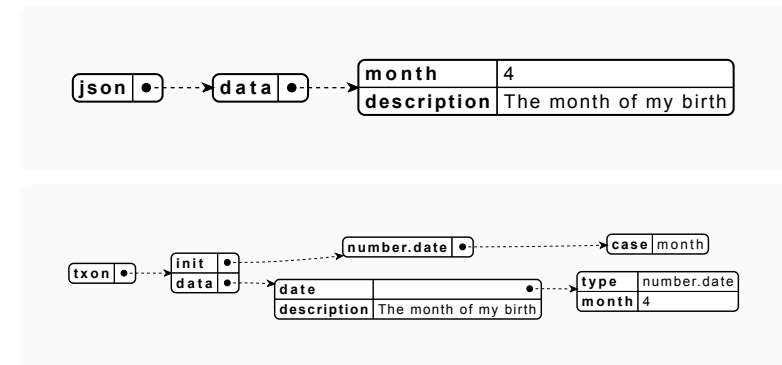 month 4
json data
description The month of my birth
number.date case month
init
txon
data
type number.date
date
month 4
description The month of my birth